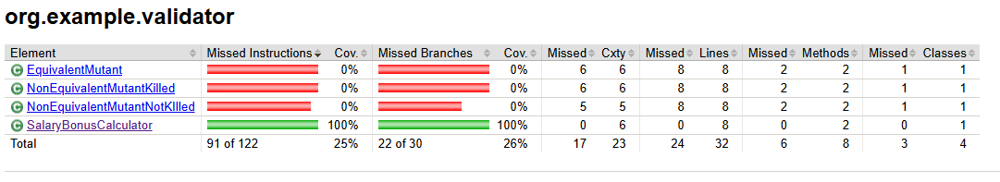 org.example.validator
Element Missed Instructions Cov. Missed Branches Cov. Missed Cxty Missed Lines Missed Methods Missed Classes
C EquivalentMutant 0% 0% 6 6 8 8 2 2 1 1
C NonEquivalentMutantKilled 0% 0% 6 6 8 8 2 2 1 1
C NonEquivalentMutantNotKIlled 0% 0% 5 5 8 8 2 2 1 1
C SalaryBonusCalculator 100% 100% 0 6 0 8 0 2 0 1
Total 91 of 122 25% 22 of 30 26% 17 23 24 32 6 8 3 4